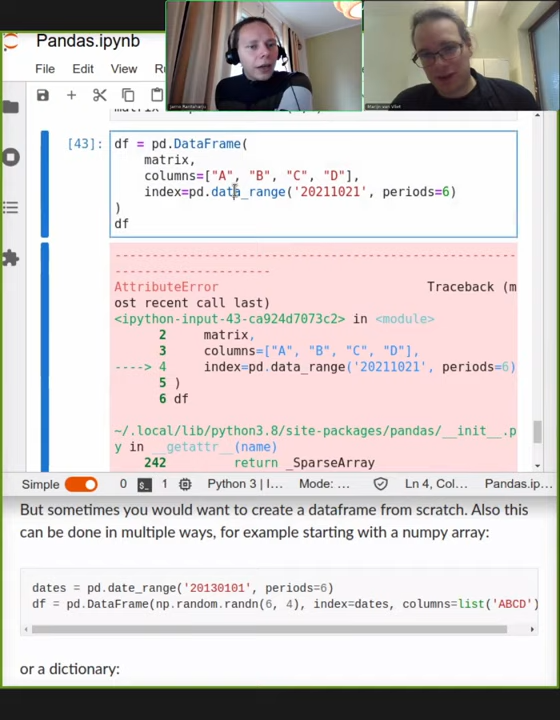 Pandas.ipynb
File Edit View
[43]: df = pd.DataFrame(
matrix,
columns=["A", "B", "C", "D"],
index=pd.data_range('20211021', periods=6)
)
df
---------------------------------------------------------------------------
AttributeError Traceback (m
ost recent call last)
<ipython-input-43-ca924d7073c2> in <module>
2 matrix,
3 columns=["A", "B", "C", "D"],
----> 4 index=pd.data_range('20211021', periods=6)
5 )
6 df
~/.local/lib/python3.8/site-packages/pandas/__init__.p
y in __getattr__(name)
242 return _SparseArray
Simple 0 Python 3 | I... Mode: ... Ln 4, Col... Pandas.ip...
But sometimes you would want to create a dataframe from scratch. Also this
can be done in multiple ways, for example starting with a numpy array:
dates = pd.date_range('20130101', periods=6)
df = pd.DataFrame(np.random.randn(6, 4), index=dates, columns=list('ABCD')
or a dictionary: